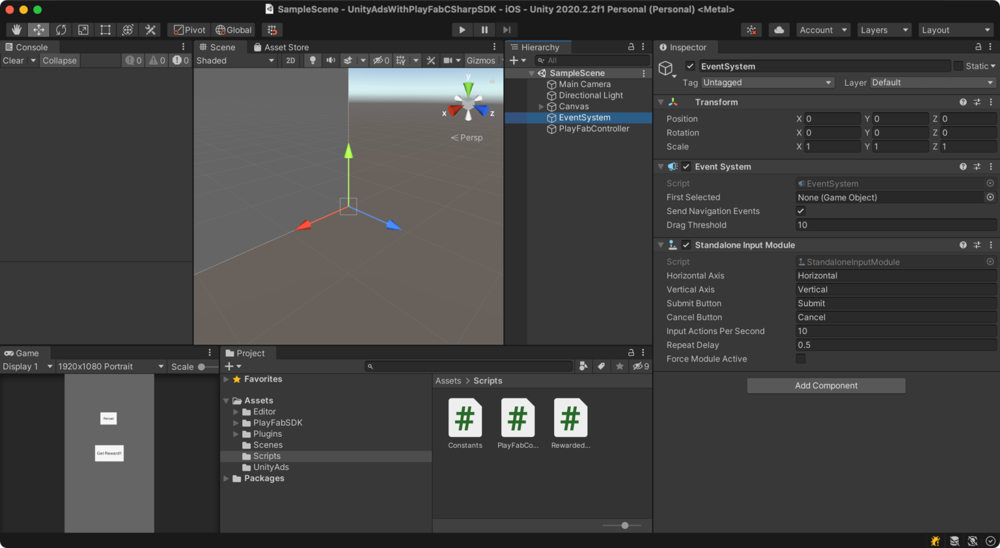 SampleScene - UnityAdsWithPlayFabCSharpSDK - iOS - Unity 2020.2.2f1 Personal (Personal) <Metal>
Pivot Global Account Layers Layout
Console
Clear Collapse 0 0 0
Scene Asset Store
Shaded 2D 0 Gizmos
y
x z
Persp
Hierarchy
All
SampleScene
Main Camera
Directional Light
Canvas
EventSystem
PlayFabController
Inspector
EventSystem Static
Tag Untagged Layer Default
Transform
Position X 0 Y 0 Z 0
Rotation X 0 Y 0 Z 0
Scale X 1 Y 1 Z 1
Event System
Script EventSystem
First Selected None (Game Object)
Send Navigation Events
Drag Threshold 10
Standalone Input Module
Script StandaloneInputModule
Horizontal Axis Horizontal
Vertical Axis Vertical
Submit Button Submit
Cancel Button Cancel
Input Actions Per Second 10
Repeat Delay 0.5
Force Module Active
Add Component
Game
Display 1 1920x1080 Portrait Scale
Reload
Get Reward!!
Project
9
Favorites
Assets
Editor
PlayFabSDK
Plugins
Scenes
Scripts
UnityAds
Packages
Assets > Scripts
Constants PlayFabCo... Rewarded...